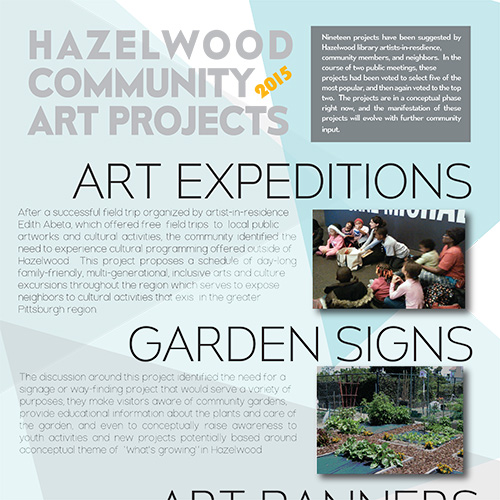 HAZELWOOD
COMMUNITY 2015
ART PROJECTS
Nineteen projects have been suggested by
Hazelwood library artists-in-resdience,
community members, and neighbors. In the
course of two public meetings, these
projects had been voted to select five of the
most popular, and then again voted to the top
two. The projects are in a conceptual phase
right now, and the manifestation of these
projects will evolve with further community
input.
ART EXPEDITIONS
After a successful field trip organized by artist-in-residence
Edith Abeita, which offered free field trips to local public
artworks and cultural activities, the community identified the
need to experience cultural programming offered outside of
Hazelwood. This project proposes a schedule of day-long
family-friendly, multi-generational, inclusive arts and culture
excursions throughout the region which serves to expose
neighbors to cultural activities that exis in the greater
Pittsburgh region.
GARDEN SIGNS
The discussion around this project identified the need for a
signage or way-finding project that would serve a variety of
purposes; they make visitors aware of community gardens,
provide educational information about the plants and care of
the garden, and even to conceptually raise awareness to
youth activities and new projects potentially based around
aconceptual theme of "what's growing" in Hazelwood.
ART BANNERS